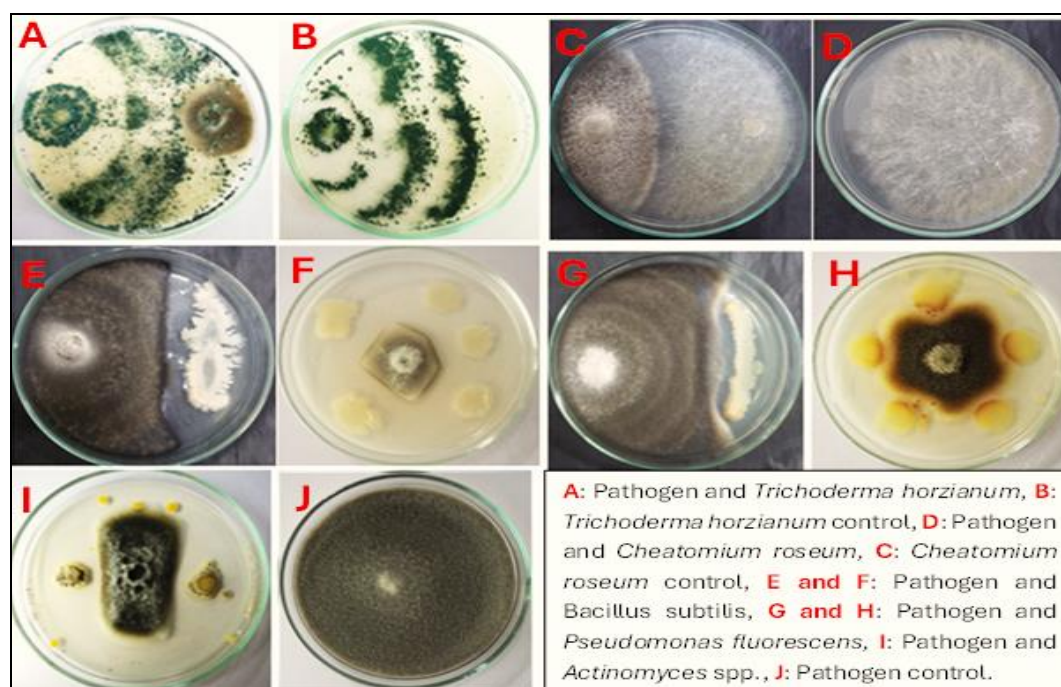 A
B
C
D
E
F
G
H
I
J
A: Pathogen and Trichoderma horzianum, B:
Trichoderma horzianum control, D: Pathogen
and Cheatomium roseum, C: Cheatomium
roseum control, E and F: Pathogen and
Bacillus subtilis, G and H: Pathogen and
Pseudomonas fluorescens, I: Pathogen and
Actinomyces spp., J: Pathogen control.